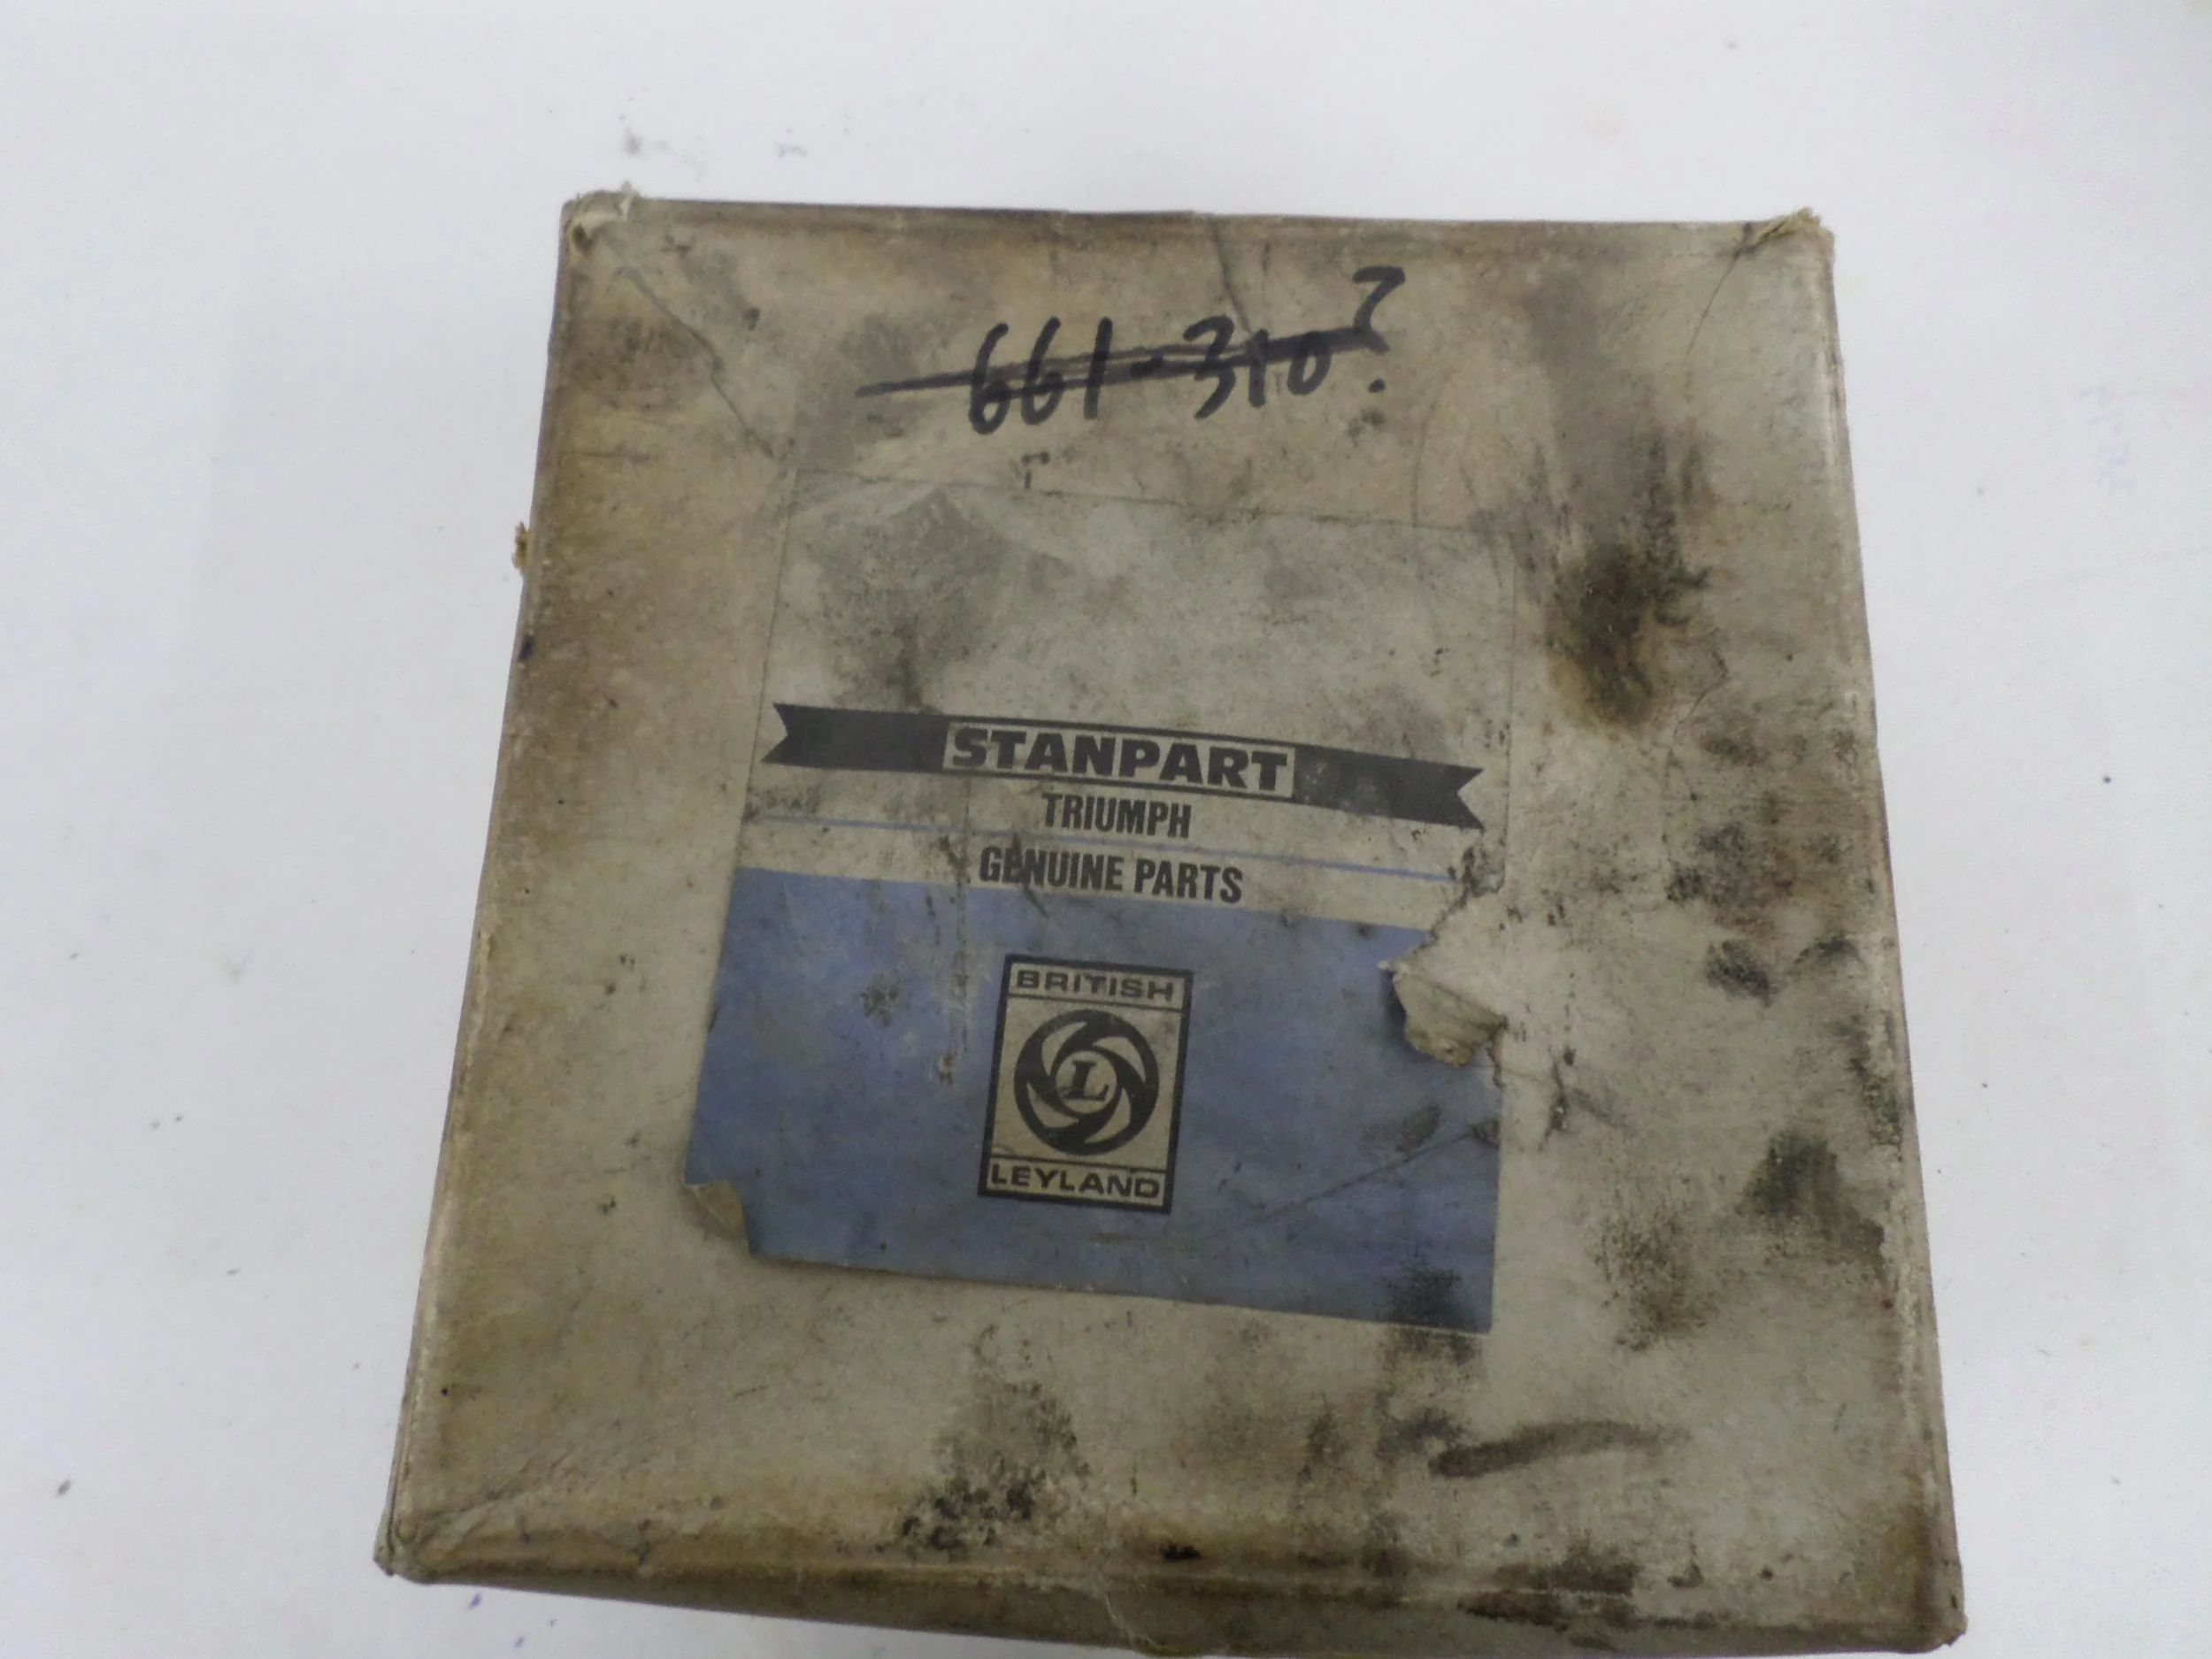 661-310?
STANPART
TRIUMPH
GENUINE PARTS
BRITISH
L
LEYLAND